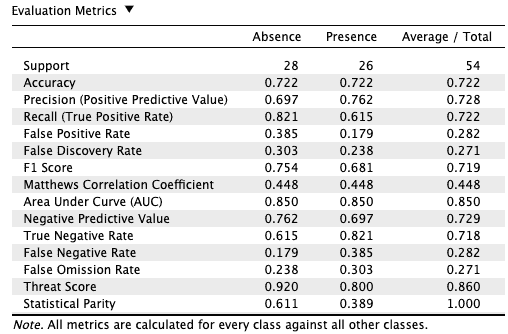 Evaluation Metrics ▼
Absence Presence Average / Total
Support 28 26 54
Accuracy 0.722 0.722 0.722
Precision (Positive Predictive Value) 0.697 0.762 0.728
Recall (True Positive Rate) 0.821 0.615 0.722
False Positive Rate 0.385 0.179 0.282
False Discovery Rate 0.303 0.238 0.271
F1 Score 0.754 0.681 0.719
Matthews Correlation Coefficient 0.448 0.448 0.448
Area Under Curve (AUC) 0.850 0.850 0.850
Negative Predictive Value 0.762 0.697 0.729
True Negative Rate 0.615 0.821 0.718
False Negative Rate 0.179 0.385 0.282
False Omission Rate 0.238 0.303 0.271
Threat Score 0.920 0.800 0.860
Statistical Parity 0.611 0.389 1.000
Note. All metrics are calculated for every class against all other classes.